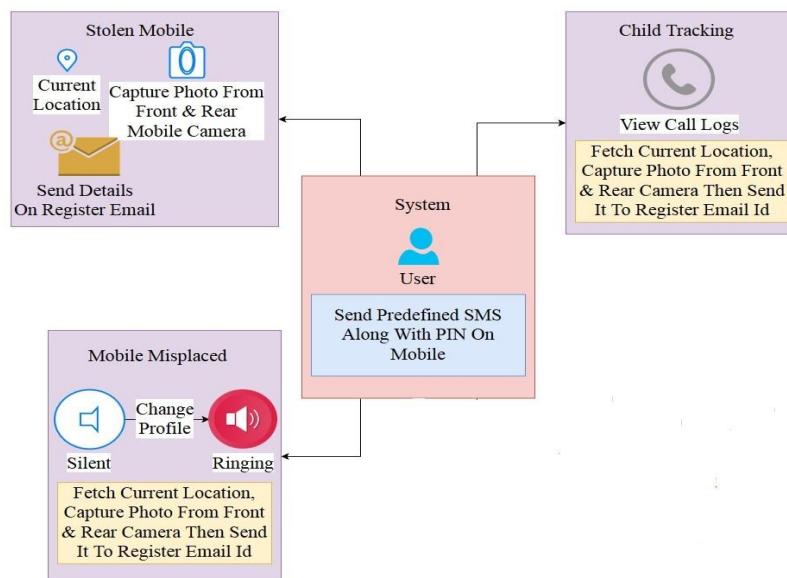 Stolen Mobile
Current
Location
Capture Photo From
Front & Rear
Mobile Camera
@
Send Details
On Register Email
Child Tracking
View Call Logs
Fetch Current Location,
Capture Photo From Front
& Rear Camera Then Send
It To Register Email Id
System
User
Send Predefined SMS
Along With PIN On
Mobile
Mobile Misplaced
Change
Profile
Silent
Ringing
Fetch Current Location,
Capture Photo From Front
& Rear Camera Then Send
It To Register Email Id